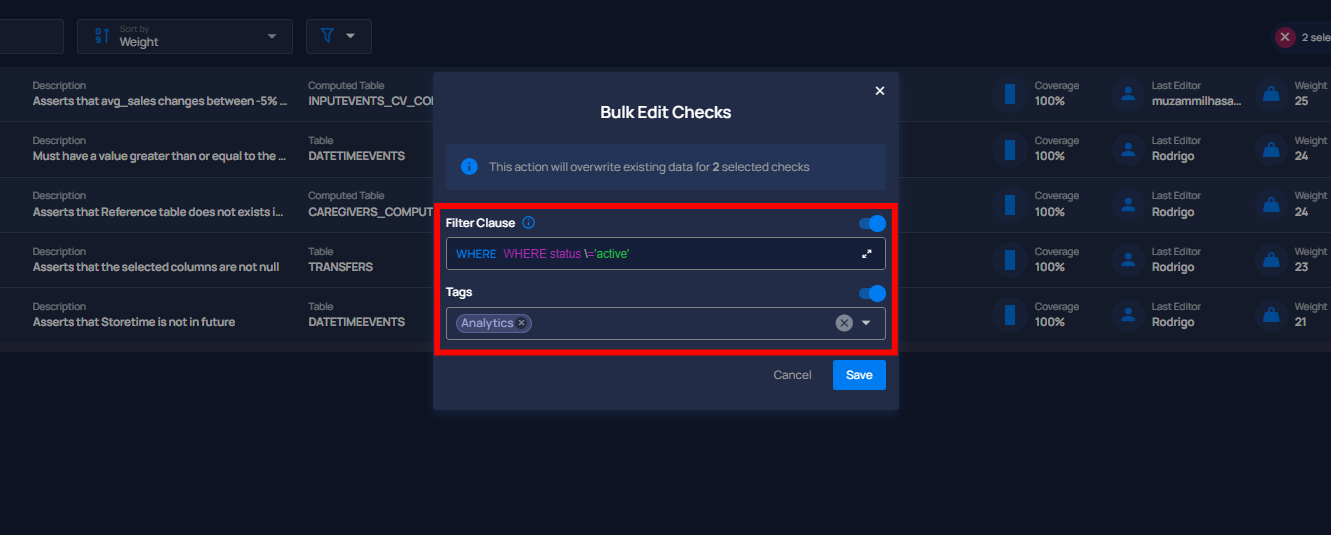 Sort by
Weight
2 sele
Bulk Edit Checks
This action will overwrite existing data for 2 selected checks
Filter Clause
WHERE WHERE status \='active'
Tags
Analytics
Cancel Save
Description Computed Table Coverage Last Editor Weight
Asserts that avg_sales changes between -5% ... INPUTEVENTS_CV_CO 100% muzammilhasa... 25
Description Table Coverage Last Editor Weight
Must have a value greater than or equal to the ... DATETIMEEVENTS 100% Rodrigo 24
Description Computed Table Coverage Last Editor Weight
Asserts that Reference table does not exists i... CAREGIVERS_COMPUT 100% Rodrigo 24
Description Table Coverage Last Editor Weight
Asserts that the selected columns are not null TRANSFERS 100% Rodrigo 23
Description Table Coverage Last Editor Weight
Asserts that Storetime is not in future DATETIMEEVENTS 100% Rodrigo 21